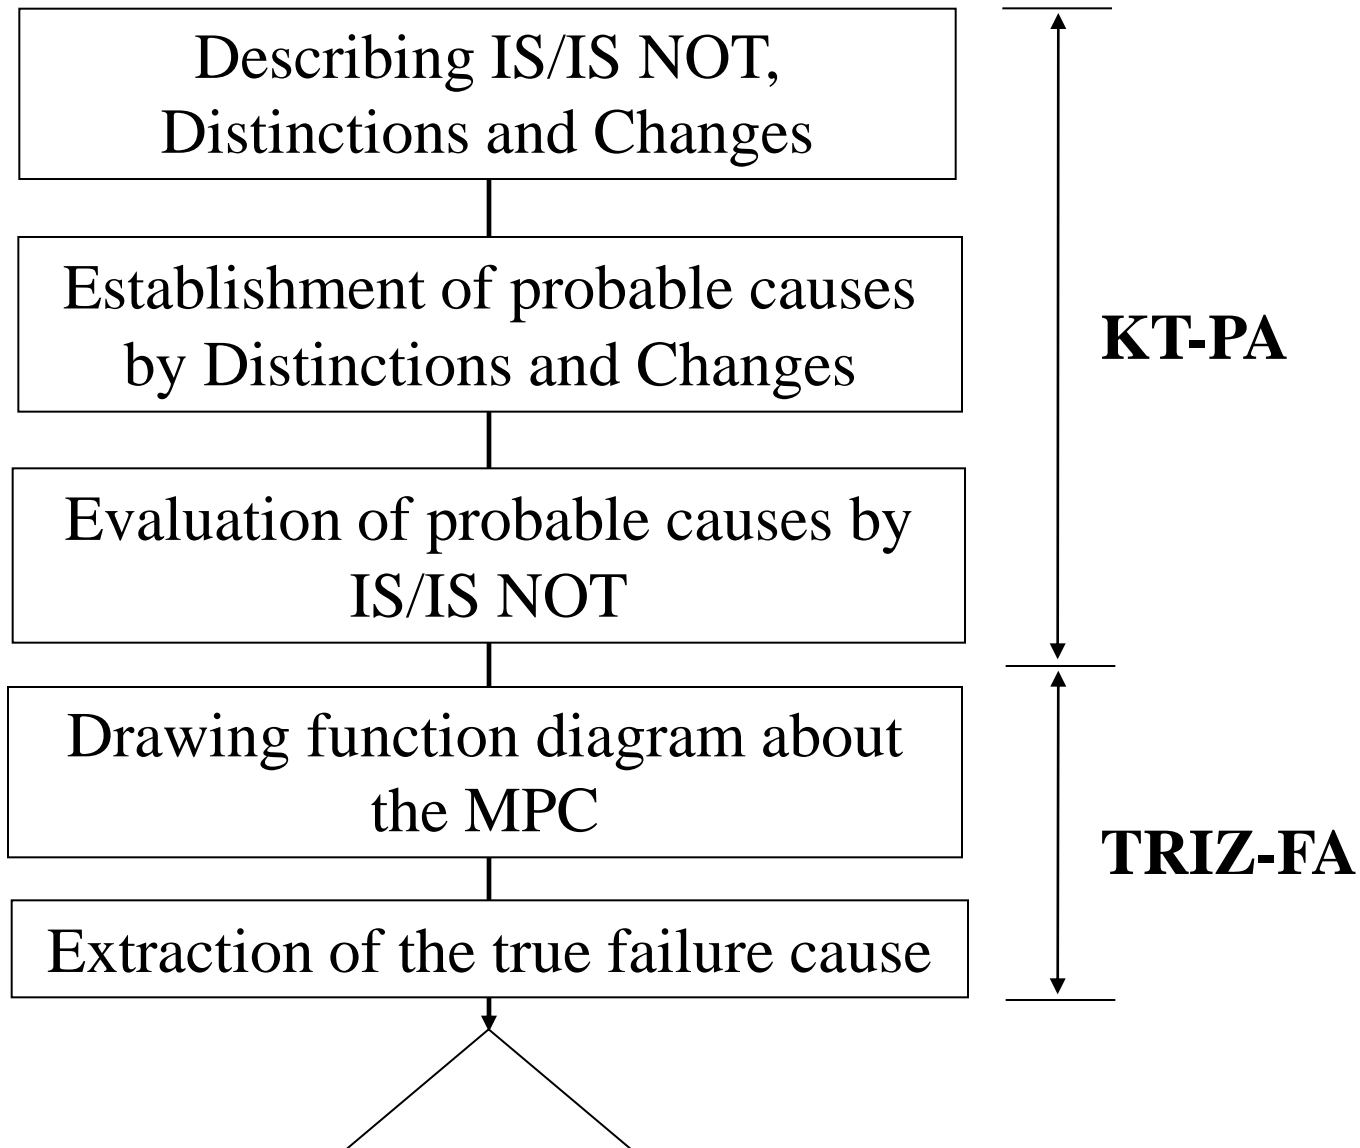 Describing IS/IS NOT,
Distinctions and Changes
Establishment of probable causes
by Distinctions and Changes
KT-PA
Evaluation of probable causes by
IS/IS NOT
Drawing function diagram about
the MPC
TRIZ-FA
Extraction of the true failure cause